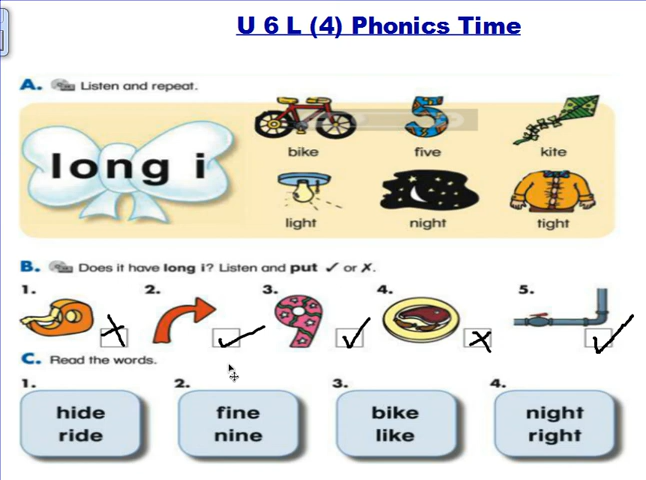 U 6 L (4) Phonics Time
A. Listen and repeat.
long i
bike five kite
light night tight
B. Does it have long i? Listen and put ✓ or ✗.
1. 2. 3. 4. 5.
✗ ✓ ✓ ✗ ✓
C. Read the words.
1. 2. 3. 4.
hide fine bike night
ride nine like right